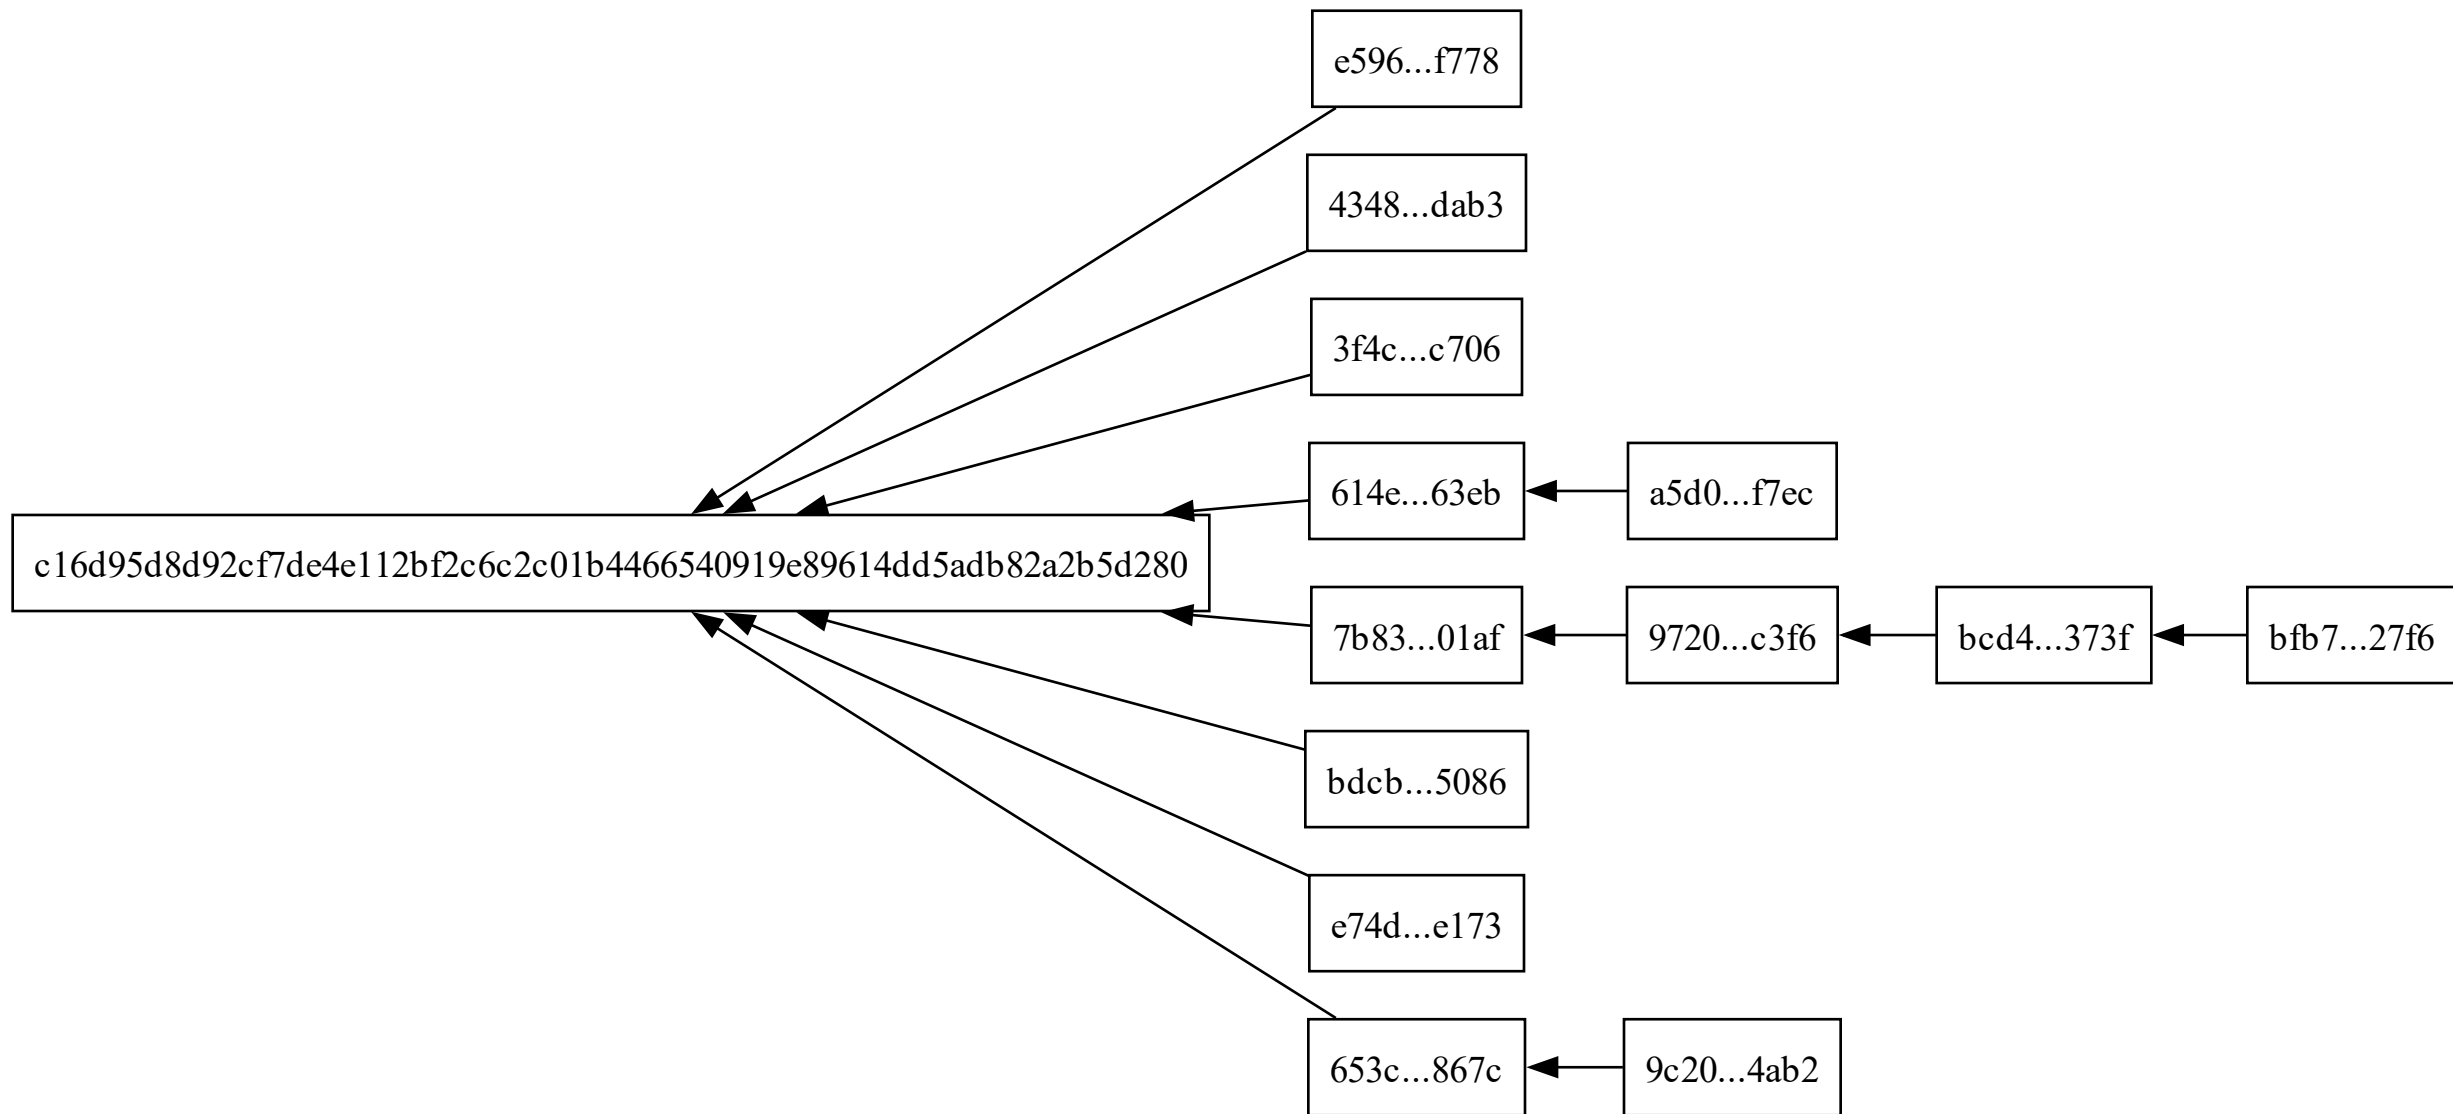 e596...f778
4348...dab3
3f4c...c706
614e...63eb
a5d0...f7ec
c16d95d8d92cf7de4e112bf2c6c2c01b4466540919e89614dd5adb82a2b5d280
7b83...01af
9720...c3f6
bcd4...373f
bfb7...27f6
bdcb...5086
e74d...e173
653c...867c
9c20...4ab2